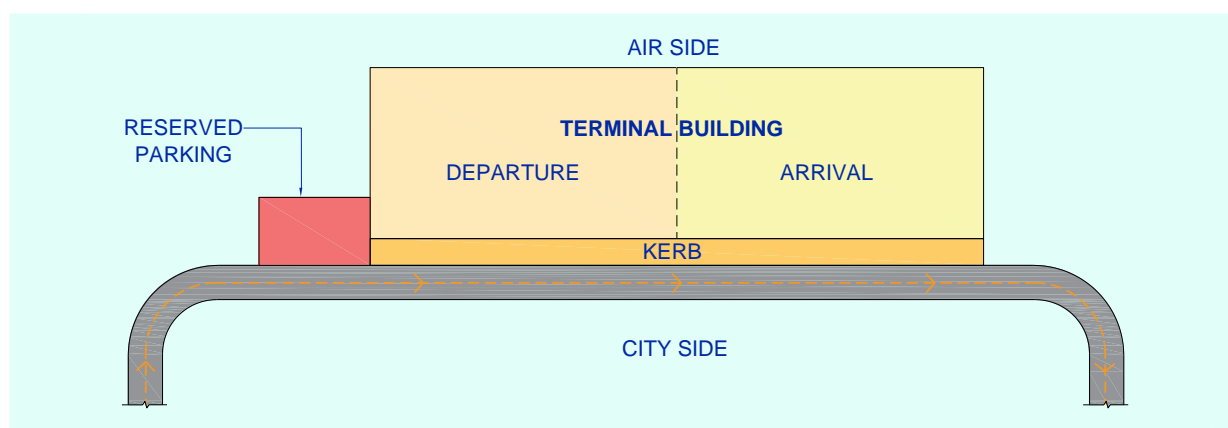 AIR SIDE
RESERVED
PARKING
TERMINAL BUILDING
DEPARTURE
ARRIVAL
KERB
CITY SIDE